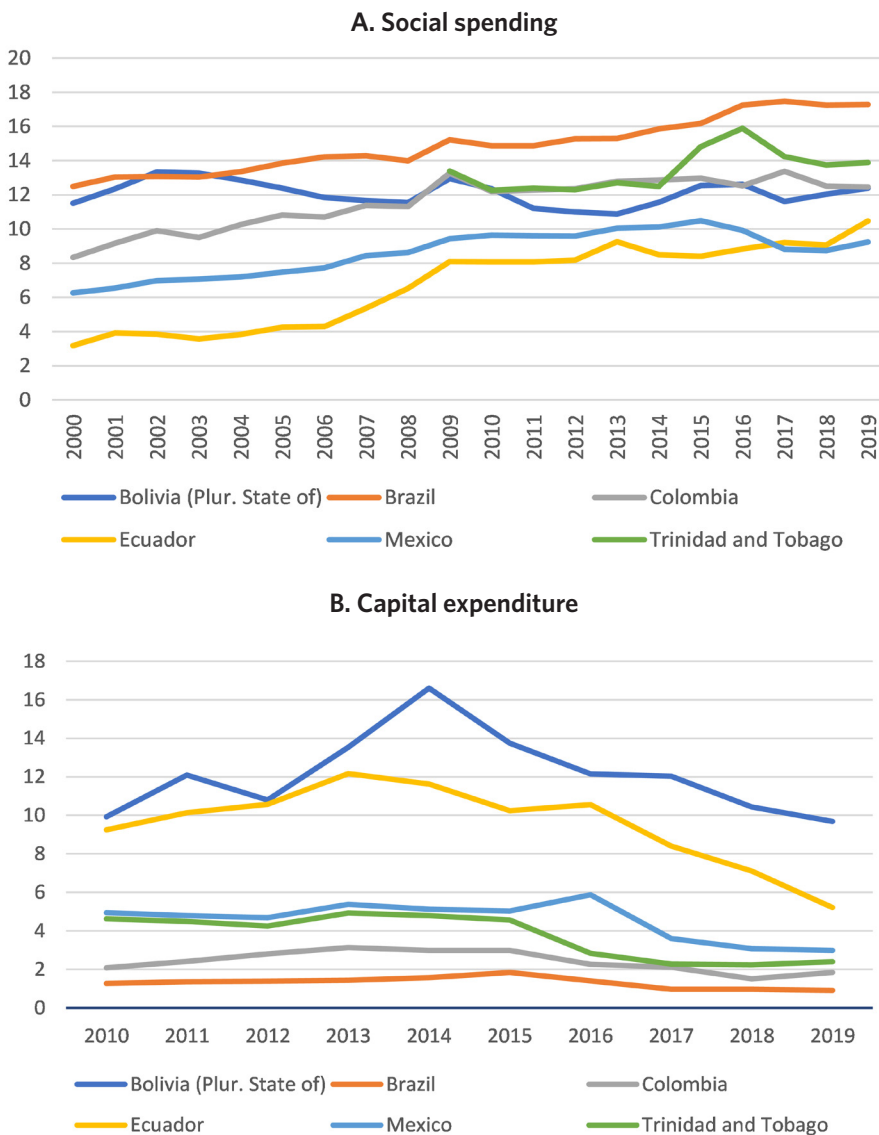 A. Social spending
20
18
16
14
12
10
8
6
4
2
0
2000 2001 2002 2003 2004 2005 2006 2007 2008 2009 2010 2011 2012 2013 2014 2015 2016 2017 2018 2019
Bolivia (Plur. State of) Brazil Colombia
Ecuador Mexico Trinidad and Tobago
B. Capital expenditure
18
16
14
12
10
8
6
4
2
0
2010 2011 2012 2013 2014 2015 2016 2017 2018 2019
Bolivia (Plur. State of) Brazil Colombia
Ecuador Mexico Trinidad and Tobago